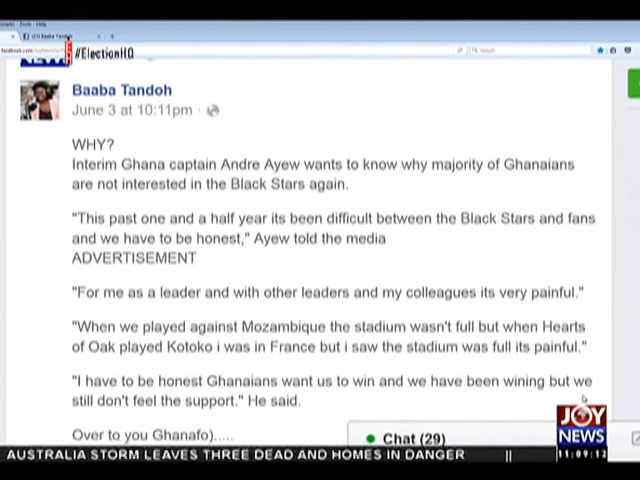 Tools Help
(21) Baaba Tandoh
NEWS
#ElectionHQ
Search
Baaba Tandoh
June 3 at 10:11pm ·
WHY?
Interim Ghana captain Andre Ayew wants to know why majority of Ghanaians
are not interested in the Black Stars again.
"This past one and a half year its been difficult between the Black Stars and fans
and we have to be honest," Ayew told the media
ADVERTISEMENT
"For me as a leader and with other leaders and my colleagues its very painful."
"When we played against Mozambique the stadium wasn't full but when Hearts
of Oak played Kotoko i was in France but i saw the stadium was full its painful."
"I have to be honest Ghanaians want us to win and we have been wining but we
still don't feel the support." He said.
Over to you Ghanafo).....
Chat (29)
JOY
NEWS
11:09:12
AUSTRALIA STORM LEAVES THREE DEAD AND HOMES IN DANGER